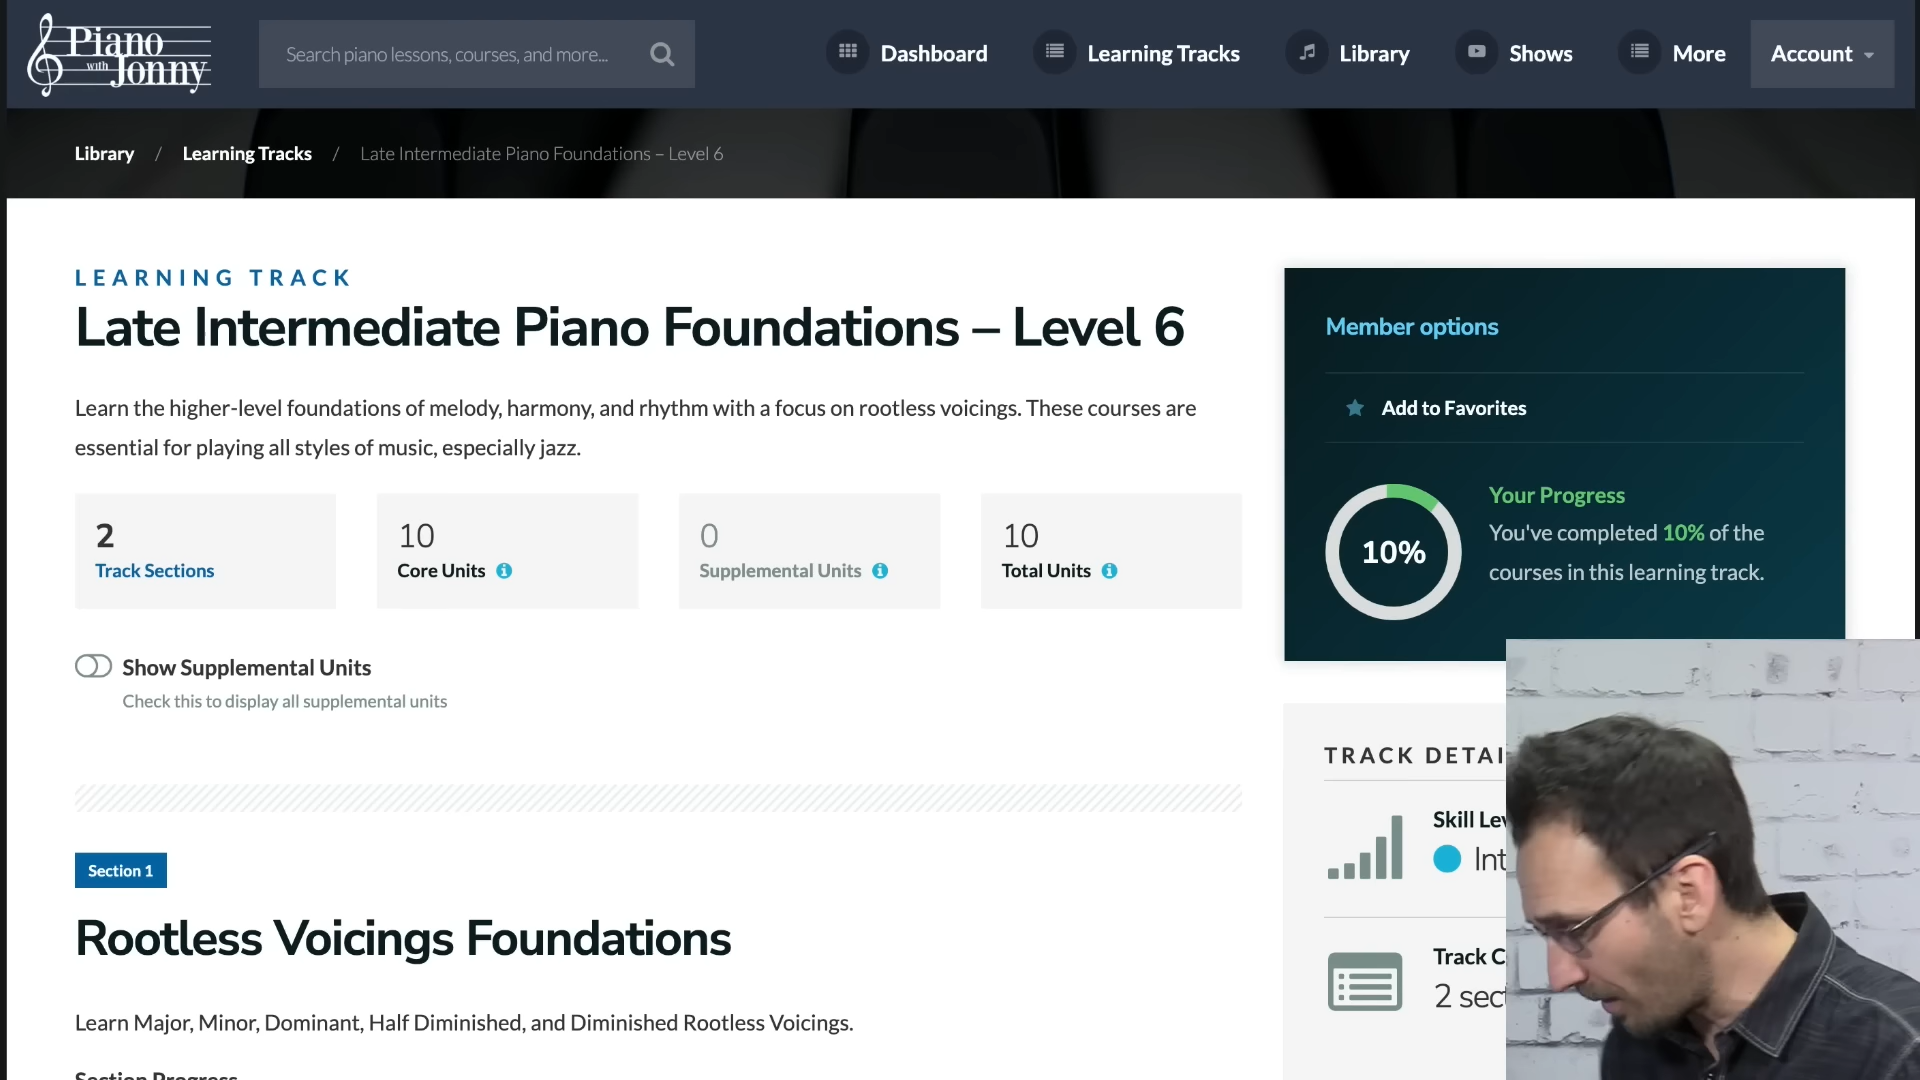 Piano
with
Jonny
Search piano lessons, courses, and more...
Dashboard
Learning Tracks
Library
Shows
More
Account
Library / Learning Tracks / Late Intermediate Piano Foundations – Level 6
LEARNING TRACK
Late Intermediate Piano Foundations – Level 6
Learn the higher-level foundations of melody, harmony, and rhythm with a focus on rootless voicings. These courses are
essential for playing all styles of music, especially jazz.
2
Track Sections
10
Core Units
0
Supplemental Units
10
Total Units
Show Supplemental Units
Check this to display all supplemental units
Section 1
Rootless Voicings Foundations
Learn Major, Minor, Dominant, Half Diminished, and Diminished Rootless Voicings.
Section Progress
Member options
Add to Favorites
10%
Your Progress
You've completed 10% of the
courses in this learning track.
TRACK DETAI
Skill Lev
Int
Track C
2 sec